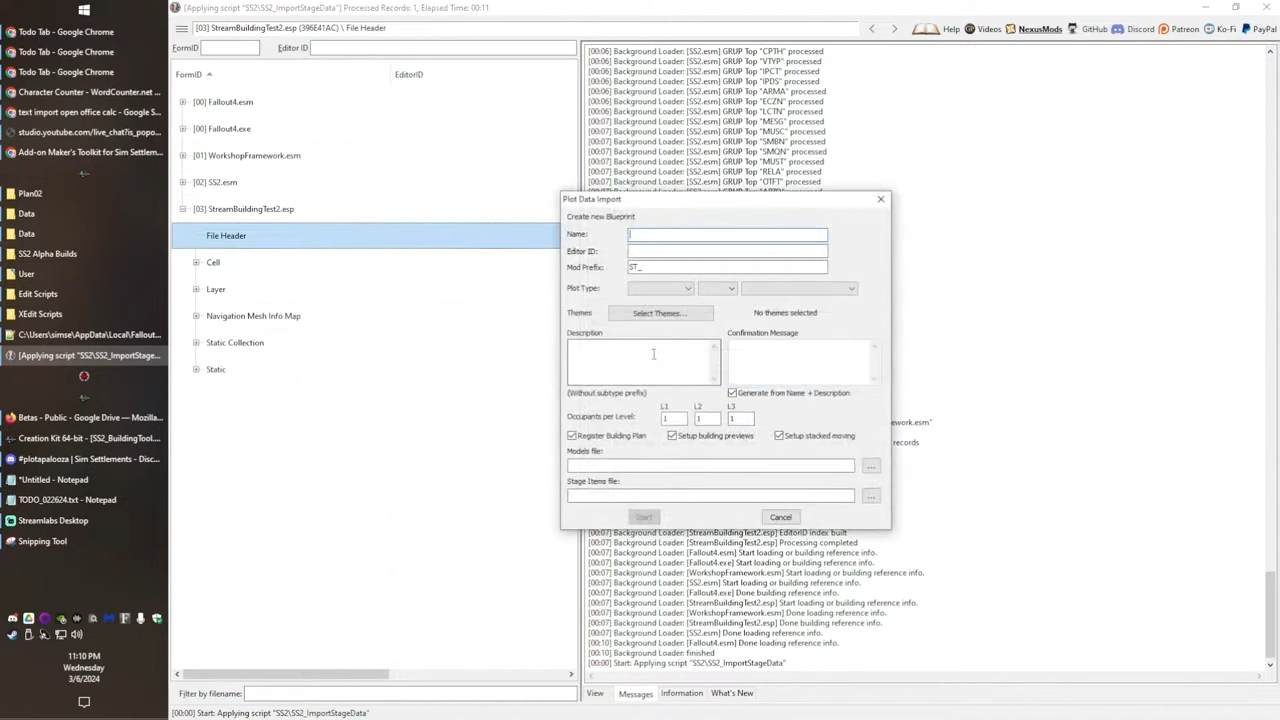 Todo Tab - Google Chrome
Todo Tab - Google Chrome
Todo Tab - Google Chrome
Character Counter - WordCounter.net ...
text import open office calc - Google S...
studio.youtube.com/live_chat?is_popo...
Add-on Maker's Toolkit for Sim Settlem...
Plan02
Data
Data
SS2 Alpha Builds
User
Edit Scripts
XEdit Scripts
C:\Users\simse\AppData\Local\Fallout...
[Applying script "SS2\SS2_ImportStage...
Betas - Public - Google Drive — Mozilla...
Creation Kit 64-bit - [SS2_BuildingTool....
#plotapalooza | Sim Settlements - Disc...
*Untitled - Notepad
TODO_022624.txt - Notepad
Streamlabs Desktop
Snipping Tool
11:10 PM
Wednesday
3/6/2024
[Applying script "SS2\SS2_ImportStageData"] Processed Records: 1, Elapsed Time: 00:11
[03] StreamBuildingTest2.esp (396E41AC) \ File Header
Help Videos NexusMods GitHub Discord Patreon Ko-Fi PayPal
FormID Editor ID
FormID EditorID
[00] Fallout4.esm
[00] Fallout4.exe
[01] WorkshopFramework.esm
[02] SS2.esm
[03] StreamBuildingTest2.esp
File Header
Cell
Layer
Navigation Mesh Info Map
Static Collection
Static
Filter by filename:
[00:06] Background Loader: [SS2.esm] GRUP Top "CPTH" processed
[00:06] Background Loader: [SS2.esm] GRUP Top "VTYP" processed
[00:06] Background Loader: [SS2.esm] GRUP Top "IPCT" processed
[00:06] Background Loader: [SS2.esm] GRUP Top "IPDS" processed
[00:06] Background Loader: [SS2.esm] GRUP Top "ARMA" processed
[00:06] Background Loader: [SS2.esm] GRUP Top "ECZN" processed
[00:06] Background Loader: [SS2.esm] GRUP Top "LCTN" processed
[00:07] Background Loader: [SS2.esm] GRUP Top "MESG" processed
[00:07] Background Loader: [SS2.esm] GRUP Top "MUSC" processed
[00:07] Background Loader: [SS2.esm] GRUP Top "SMBN" processed
[00:07] Background Loader: [SS2.esm] GRUP Top "SMQN" processed
[00:07] Background Loader: [SS2.esm] GRUP Top "MUST" processed
[00:07] Background Loader: [SS2.esm] GRUP Top "RELA" processed
[00:07] Background Loader: [SS2.esm] GRUP Top "OTFT" processed
Plot Data Import
Create new Blueprint
Name:
Editor ID:
Mod Prefix: ST_
Plot Type:
Themes Select Themes... No themes selected
Description Confirmation Message
(Without subtype prefix) Generate from Name + Description
L1 L2 L3
Occupants per Level: 1 1 1
Register Building Plan Setup building previews Setup stacked moving
Models file:
...
Stage Items file:
...
Start Cancel
ework.esm"
records
[00:07] Background Loader: [StreamBuildingTest2.esp] EditorID index built
[00:07] Background Loader: [StreamBuildingTest2.esp] Processing completed
[00:07] Background Loader: [Fallout4.esm] Start loading or building reference info.
[00:07] Background Loader: [Fallout4.exe] Start loading or building reference info.
[00:07] Background Loader: [WorkshopFramework.esm] Start loading or building reference info.
[00:07] Background Loader: [SS2.esm] Start loading or building reference info.
[00:07] Background Loader: [Fallout4.exe] Done building reference info.
[00:07] Background Loader: [StreamBuildingTest2.esp] Start loading or building reference info.
[00:07] Background Loader: [WorkshopFramework.esm] Done loading reference info.
[00:07] Background Loader: [StreamBuildingTest2.esp] Done building reference info.
[00:07] Background Loader: [SS2.esm] Done loading reference info.
[00:10] Background Loader: [Fallout4.esm] Done loading reference info.
[00:10] Background Loader: finished
[00:00] Start: Applying script "SS2\SS2_ImportStageData"
View Messages Information What's New
[00:00] Start: Applying script "SS2\SS2_ImportStageData"